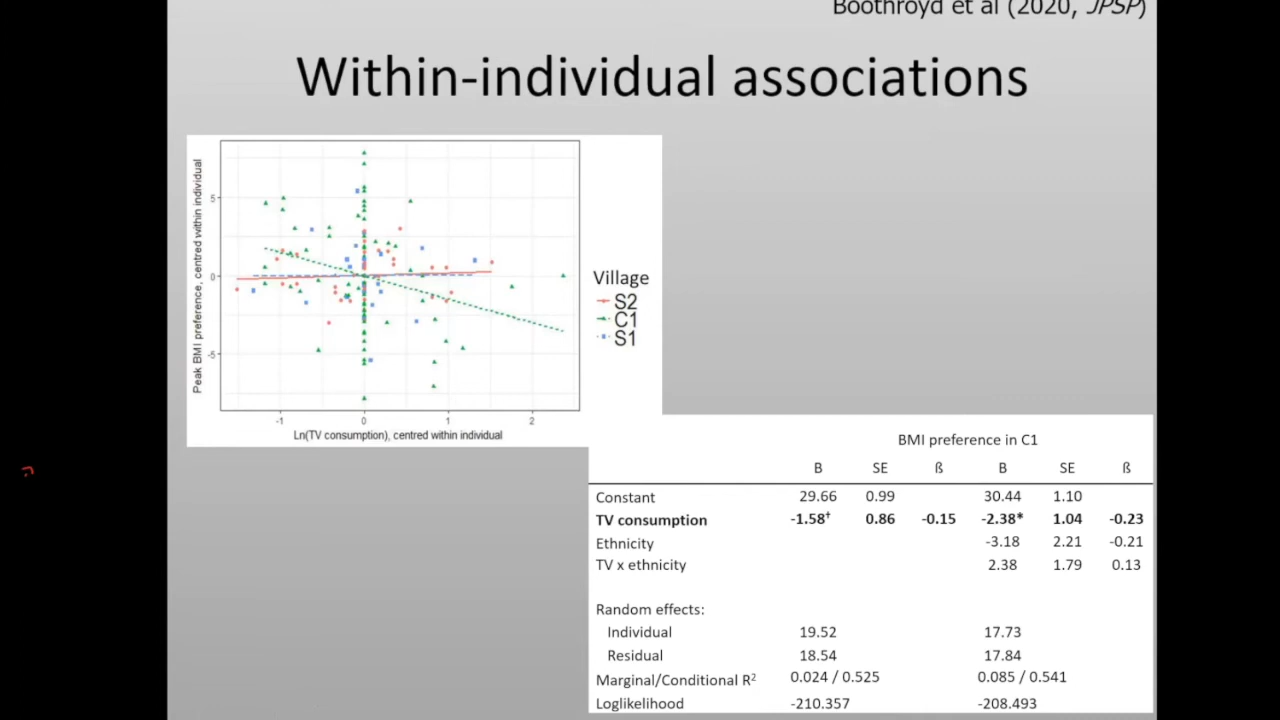 Boothroyd et al (2020, JPSP)
Within-individual associations
Peak BMI preference, centred within individual
5
0
-5
-1 0 1 2
Ln(TV consumption), centred within individual
Village
S2
C1
S1
BMI preference in C1
B SE ß B SE ß
Constant 29.66 0.99 30.44 1.10
TV consumption -1.58† 0.86 -0.15 -2.38* 1.04 -0.23
Ethnicity -3.18 2.21 -0.21
TV x ethnicity 2.38 1.79 0.13
Random effects:
Individual 19.52 17.73
Residual 18.54 17.84
Marginal/Conditional R² 0.024 / 0.525 0.085 / 0.541
Loglikelihood -210.357 -208.493